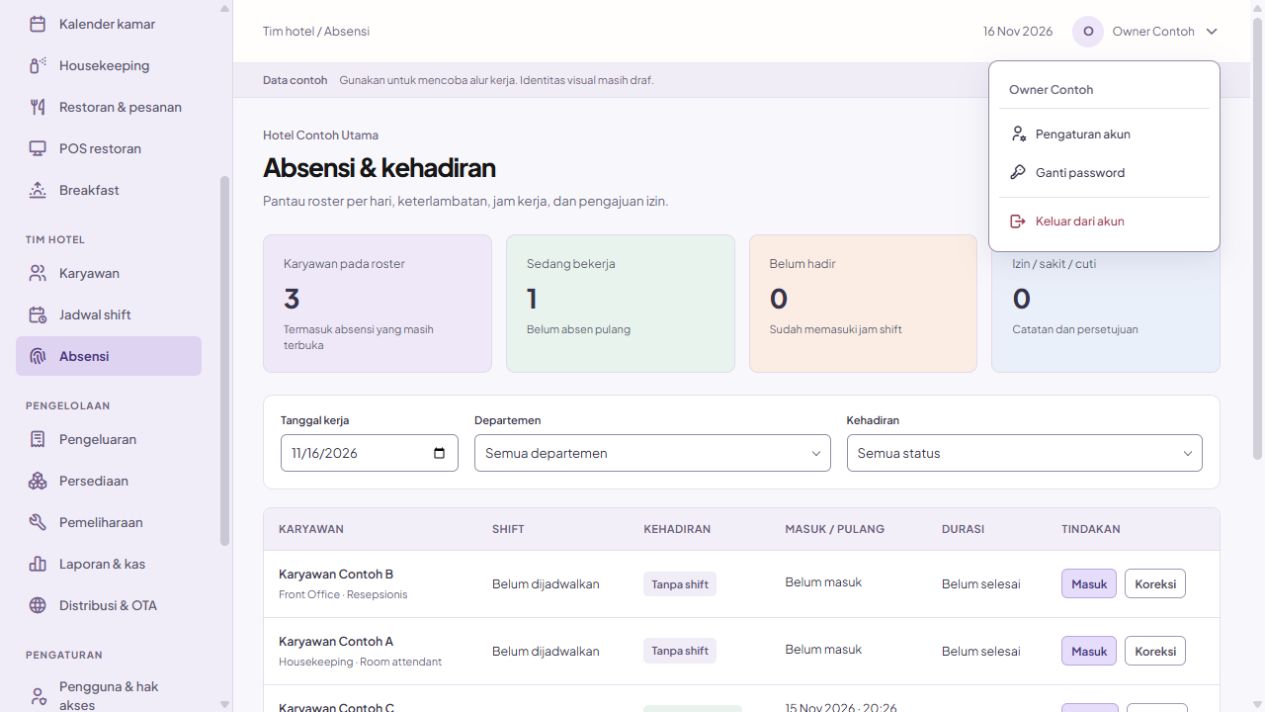 Kalender kamar
Housekeeping
Restoran & pesanan
POS restoran
Breakfast
TIM HOTEL
Karyawan
Jadwal shift
Absensi
PENGELOLAAN
Pengeluaran
Persediaan
Pemeliharaan
Laporan & kas
Distribusi & OTA
PENGATURAN
Pengguna & hak
akses
Tim hotel / Absensi
16 Nov 2026
O
Owner Contoh
Data contoh Gunakan untuk mencoba alur kerja. Identitas visual masih draf.
Owner Contoh
Pengaturan akun
Ganti password
Keluar dari akun
Hotel Contoh Utama
Absensi & kehadiran
Pantau roster per hari, keterlambatan, jam kerja, dan pengajuan izin.
Karyawan pada roster
3
Termasuk absensi yang masih
terbuka
Sedang bekerja
1
Belum absen pulang
Belum hadir
0
Sudah memasuki jam shift
Izin / sakit / cuti
0
Catatan dan persetujuan
Tanggal kerja
11/16/2026
Departemen
Semua departemen
Kehadiran
Semua status
KARYAWAN SHIFT KEHADIRAN MASUK / PULANG DURASI TINDAKAN
Karyawan Contoh B
Front Office · Resepsionis
Belum dijadwalkan Tanpa shift Belum masuk Belum selesai Masuk Koreksi
Karyawan Contoh A
Housekeeping · Room attendant
Belum dijadwalkan Tanpa shift Belum masuk Belum selesai Masuk Koreksi
Karyawan Contoh C
15 Nov 2026 · 20:26